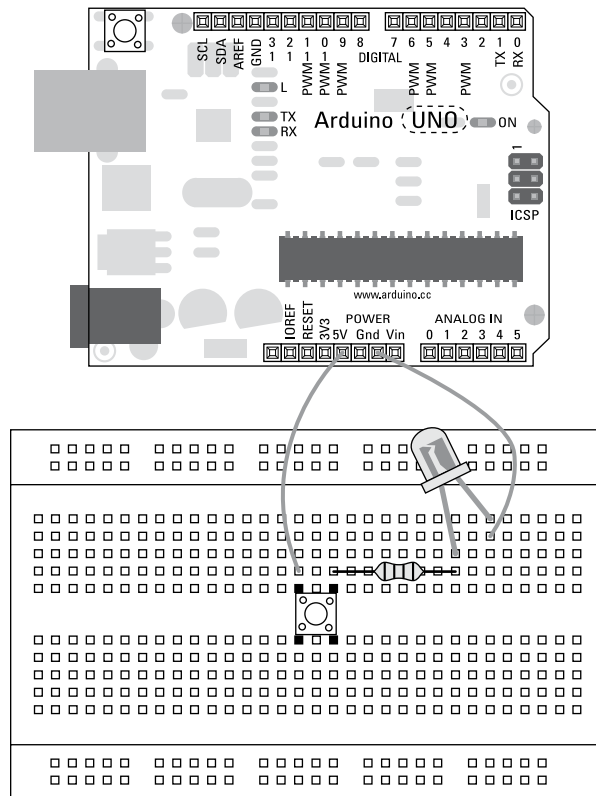 SCL
SDA
AREF
GND
13
12
PWM 11
PWM 10
PWM 9
8
DIGITAL
7
PWM 6
PWM 5
4
PWM 3
2
TX 1
RX 0
L
TX
RX
Arduino UNO
ON
1
ICSP
www.arduino.cc
POWER
ANALOG IN
IOREF
RESET
3V3
5V Gnd Vin
0 1 2 3 4 5